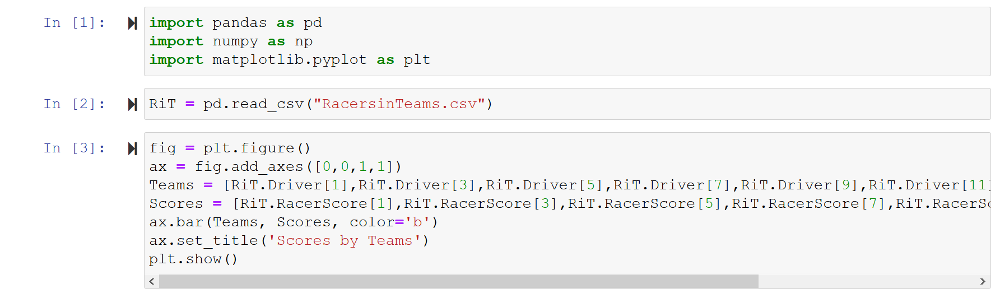 In [1]:
import pandas as pd
import numpy as np
import matplotlib.pyplot as plt
In [2]:
RiT = pd.read_csv("RacersinTeams.csv")
In [3]:
fig = plt.figure()
ax = fig.add_axes([0,0,1,1])
Teams = [RiT.Driver[1],RiT.Driver[3],RiT.Driver[5],RiT.Driver[7],RiT.Driver[9],RiT.Driver[11]
Scores = [RiT.RacerScore[1],RiT.RacerScore[3],RiT.RacerScore[5],RiT.RacerScore[7],RiT.RacerSc
ax.bar(Teams, Scores, color='b')
ax.set_title('Scores by Teams')
plt.show()